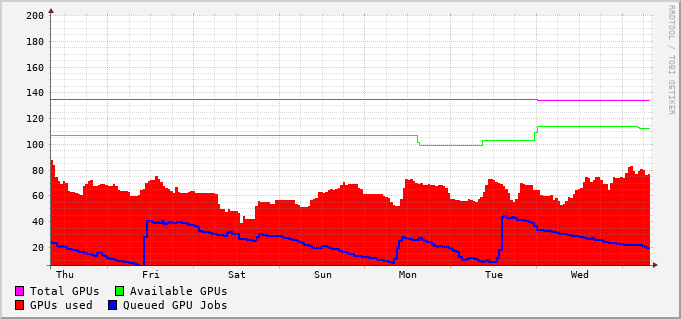 200
180
160
140
120
100
80
60
40
20
Thu Fri Sat Sun Mon Tue Wed
Total GPUs Available GPUs
GPUs used Queued GPU Jobs
RRDTOOL / TOBI OETIKER